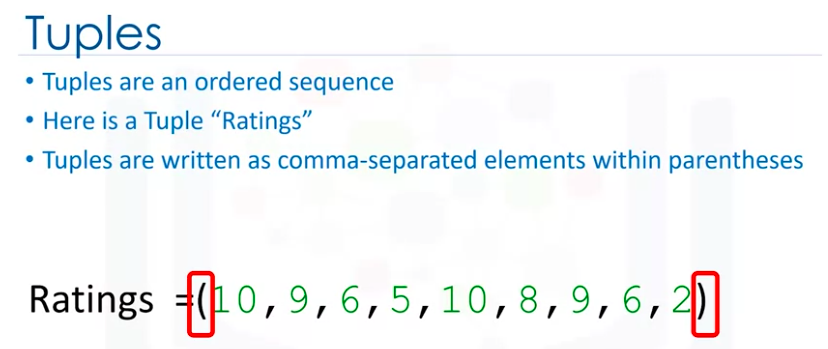 Tuples
• Tuples are an ordered sequence
• Here is a Tuple “Ratings”
• Tuples are written as comma-separated elements within parentheses
Ratings =(10,9,6,5,10,8,9,6,2)